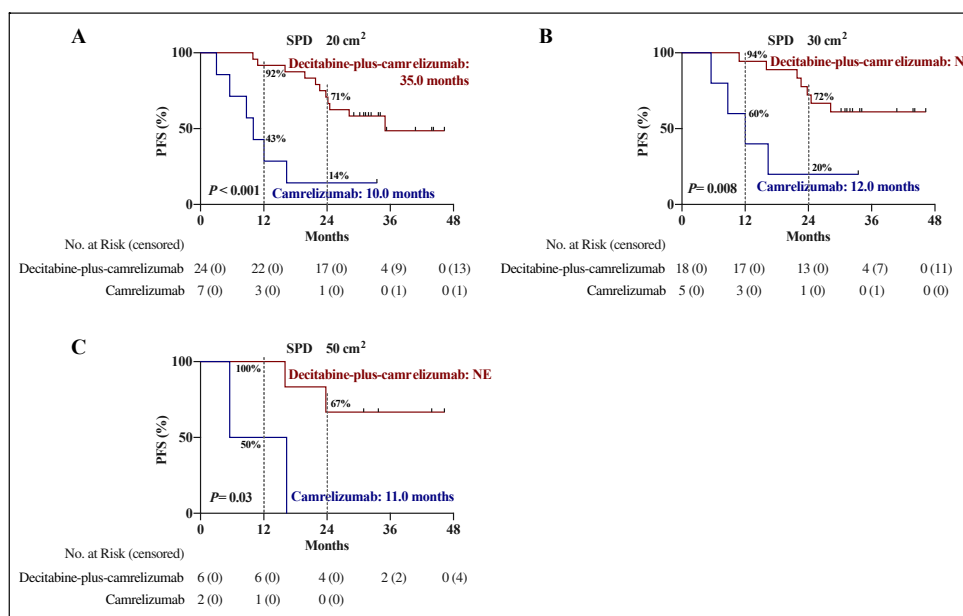 A
SPD 20 cm²
100
Decitabine-plus-camrelizumab:
35.0 months
92%
71%
PFS (%)
50
43%
14%
P < 0.001
Camrelizumab: 10.0 months
0
0 12 24 36 48
Months
No. at Risk (censored)
Decitabine-plus-camrelizumab 24 (0) 22 (0) 17 (0) 4 (9) 0 (13)
Camrelizumab 7 (0) 3 (0) 1 (0) 0 (1) 0 (1)
B
SPD 30 cm²
100
94%
Decitabine-plus-camrelizumab: N
72%
PFS (%)
60%
50
20%
P= 0.008
Camrelizumab: 12.0 months
0
0 12 24 36 48
Months
No. at Risk (censored)
Decitabine-plus-camrelizumab 18 (0) 17 (0) 13 (0) 4 (7) 0 (11)
Camrelizumab 5 (0) 3 (0) 1 (0) 0 (1) 0 (0)
C
SPD 50 cm²
100
100%
Decitabine-plus-camrelizumab: NE
67%
PFS (%)
50
50%
P= 0.03
Camrelizumab: 11.0 months
0
0 12 24 36 48
Months
No. at Risk (censored)
Decitabine-plus-camrelizumab 6 (0) 6 (0) 4 (0) 2 (2) 0 (4)
Camrelizumab 2 (0) 1 (0) 0 (0)